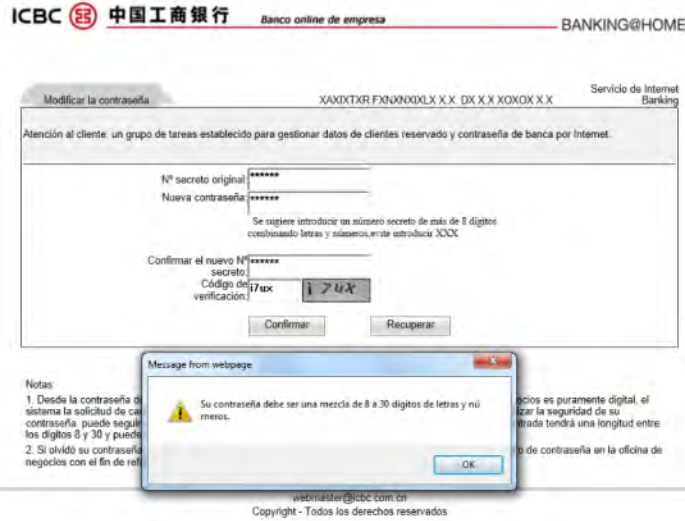 ICBC 中国工商银行 Banco online de empresa
BANKING@HOME
Servicio de Internet
Banking
Modificar la contraseña
XAXIXTXR FXNXNXIXLX X.X. DX X.X XOXOX X.X
Atención al cliente: un grupo de tareas establecido para gestionar datos de clientes reservado y contraseña de banca por Internet.
Nº secreto original: ******
Nueva contraseña: ******
Se sugiere introducir un número secreto de más de 8 dígitos
combinando letras y números,evite introducir XXX
Confirmar el nuevo Nº
secreto: ******
Código de
verificación: i7ux
i 7ux
Confirmar
Recuperar
Message from webpage
Su contraseña debe ser una mezcla de 8 a 30 dígitos de letras y nú
meros.
OK
Notas:
1. Desde la contraseña d
ocios es puramente digital, el
sistema la solicitud de ca
izar la seguridad de su
contraseña, puede seguir
ntrada tendrá una longitud entre
los dígitos 8 y 30 y puede
2. Si olvidó su contraseña
o de contraseña en la oficina de
negocios con el fin de ref
webmaster@icbc.com.cn
Copyright - Todos los derechos reservados